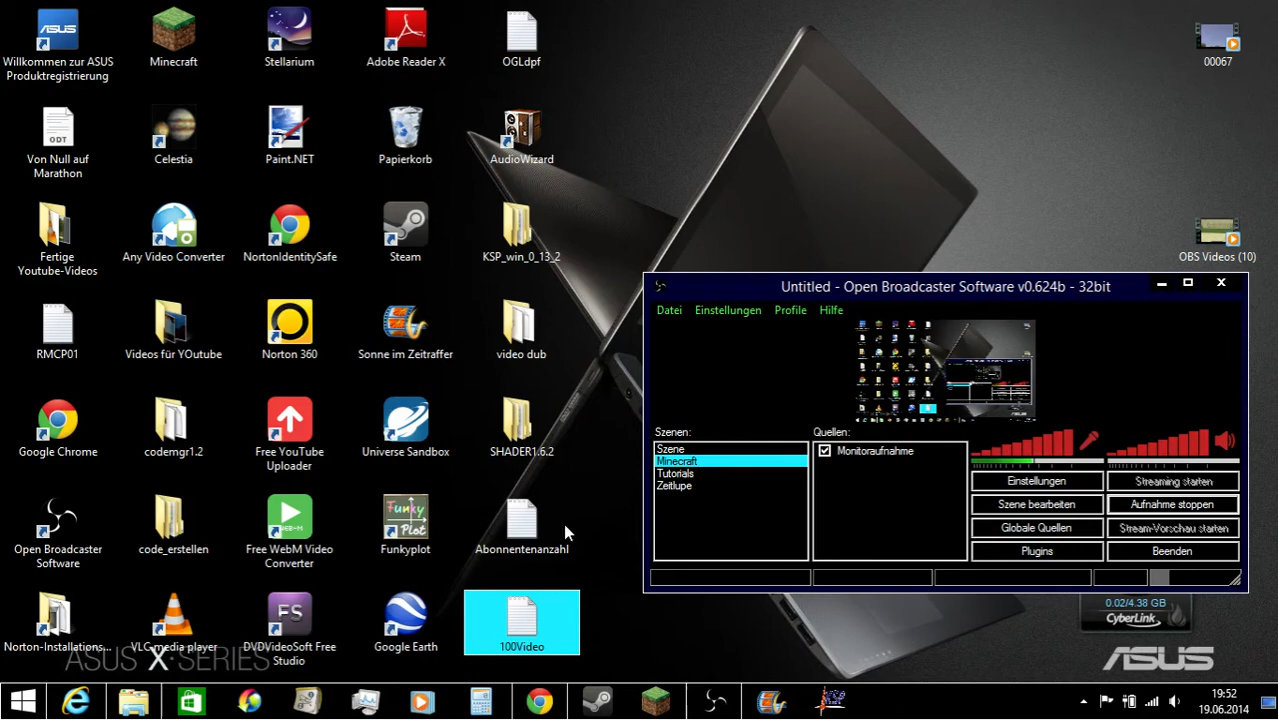 Willkommen zur ASUS
Produktregistrierung
Minecraft
Stellarium
Adobe Reader X
OGLdpf
00067
ODT
Von Null auf
Marathon
Celestia
Paint.NET
Papierkorb
AudioWizard
Fertige
Youtube-Videos
Any Video Converter
NortonIdentitySafe
Steam
KSP_win_0_13_2
OBS Videos (10)
RMCP01
Videos für YOutube
Norton 360
Sonne im Zeitraffer
video dub
Google Chrome
codemgr1.2
Free YouTube
Uploader
Universe Sandbox
SHADER1.6.2
Open Broadcaster
Software
code_erstellen
WEB-M
Free WebM Video
Converter
Funky
Plot
Funkyplot
Abonnentenanzahl
Norton-Installations...
VLC media player
FS
DVDVideoSoft Free
Studio
Google Earth
100Video
ASUS X-SERIES
Untitled - Open Broadcaster Software v0.624b - 32bit
Datei
Einstellungen
Profile
Hilfe
Szenen:
Szene
Minecraft
Tutorials
Zeitlupe
Quellen:
Monitoraufnahme
Einstellungen
Streaming starten
Szene bearbeiten
Aufnahme stoppen
Globale Quellen
Stream-Vorschau starten
Plugins
Beenden
0.02/4.38 GB
CyberLink
ASUS
19:52
19.06.2014